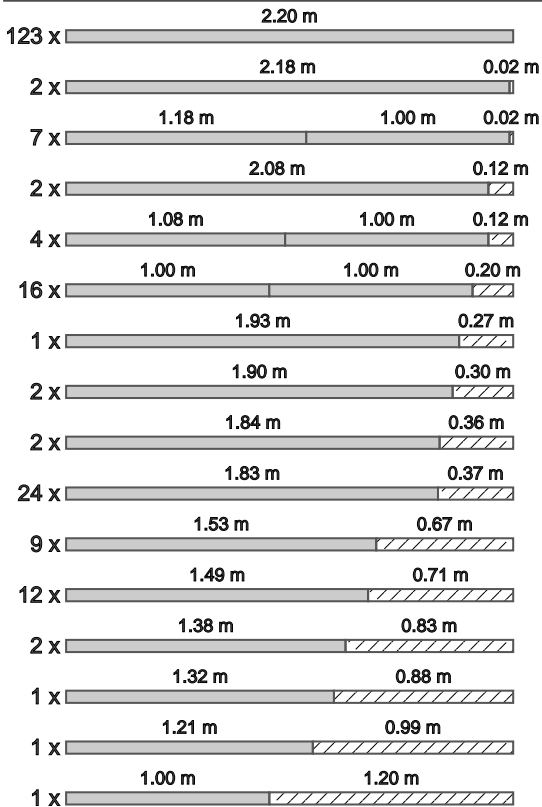 2.20 m
123 x
2.18 m 0.02 m
2 x
1.18 m 1.00 m 0.02 m
7 x
2.08 m 0.12 m
2 x
1.08 m 1.00 m 0.12 m
4 x
1.00 m 1.00 m 0.20 m
16 x
1.93 m 0.27 m
1 x
1.90 m 0.30 m
2 x
1.84 m 0.36 m
2 x
1.83 m 0.37 m
24 x
1.53 m 0.67 m
9 x
1.49 m 0.71 m
12 x
1.38 m 0.83 m
2 x
1.32 m 0.88 m
1 x
1.21 m 0.99 m
1 x
1.00 m 1.20 m
1 x